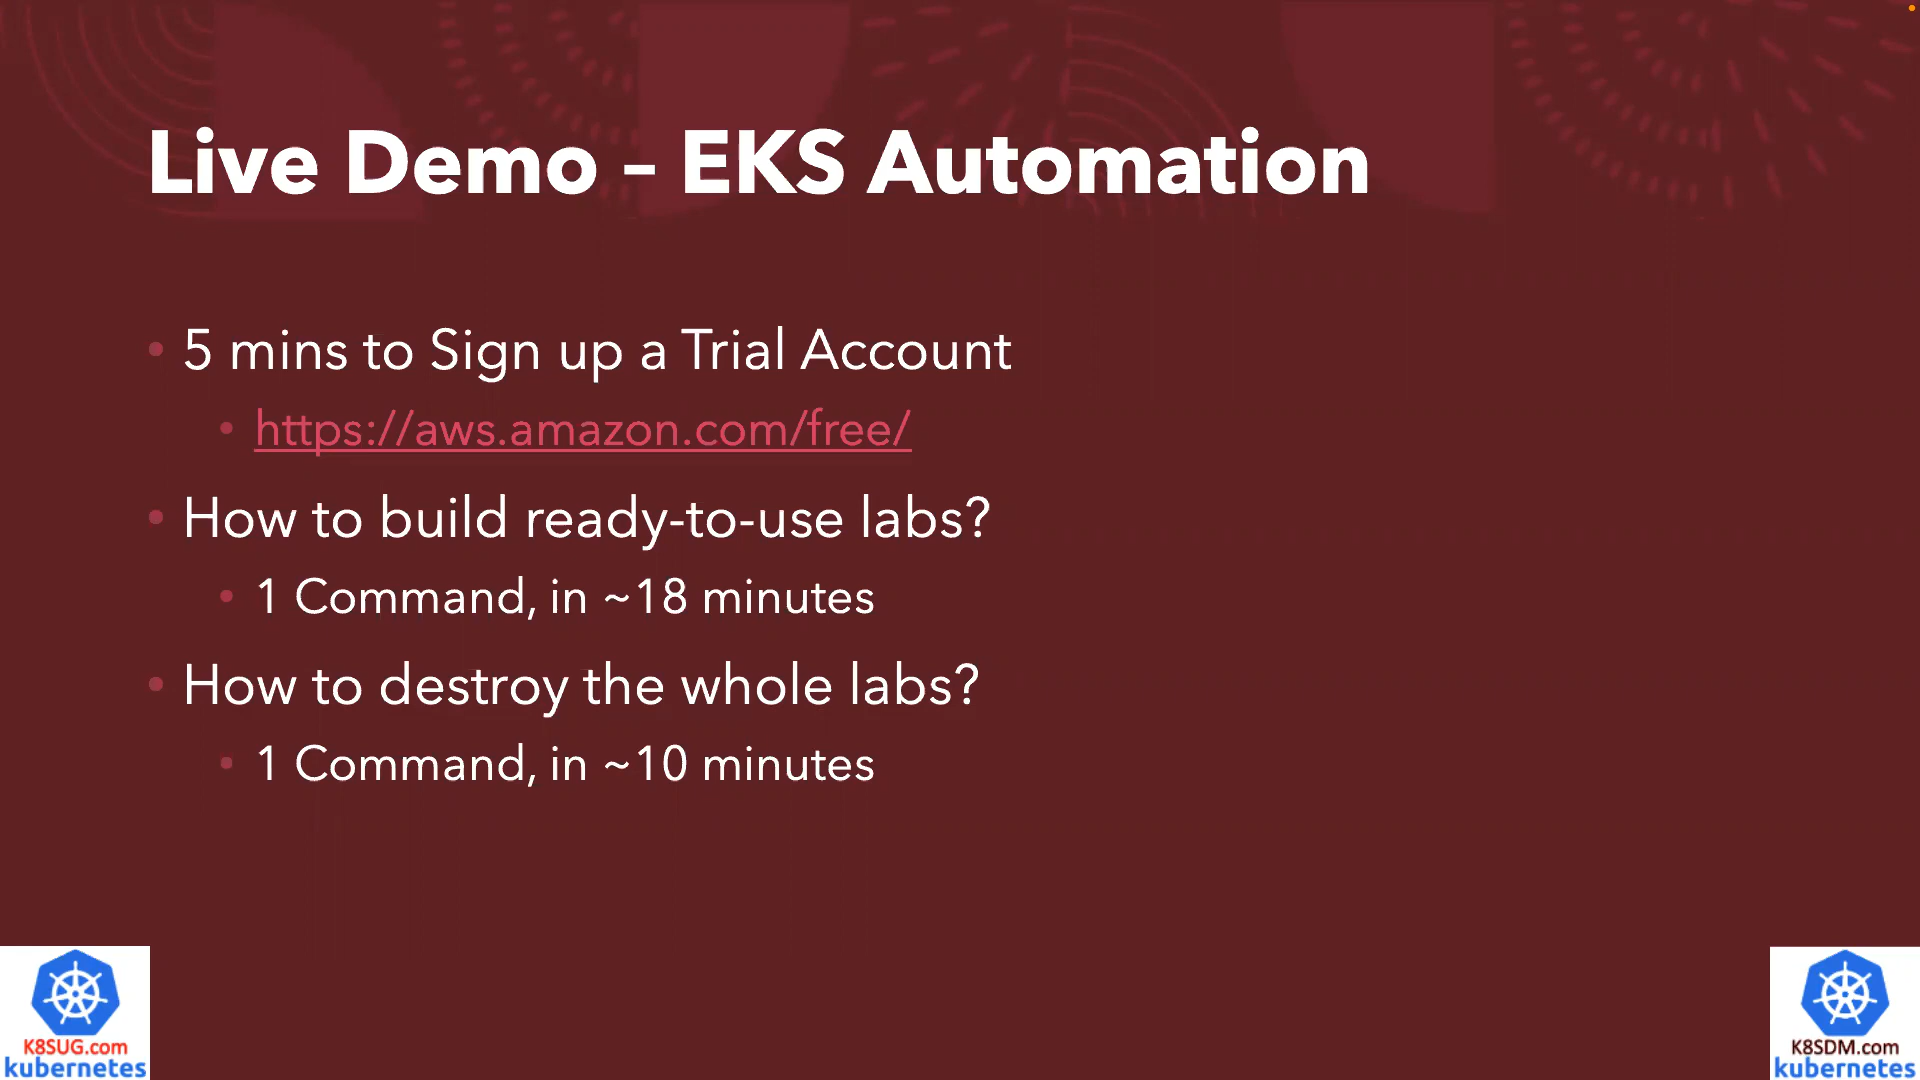 Live Demo – EKS Automation
• 5 mins to Sign up a Trial Account
• https://aws.amazon.com/free/
• How to build ready-to-use labs?
• 1 Command, in ~18 minutes
• How to destroy the whole labs?
• 1 Command, in ~10 minutes
K8SUG.com
kubernetes
K8SDM.com
kubernetes